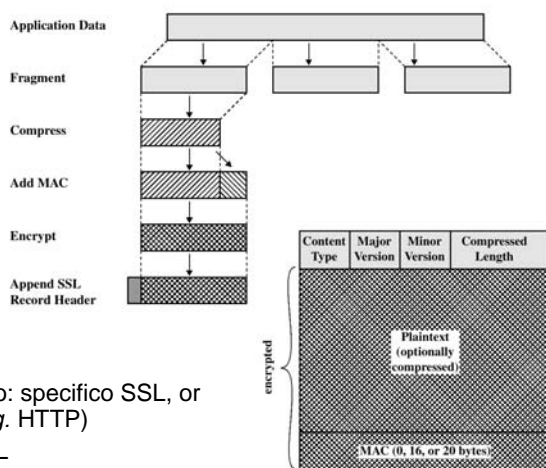 Application Data
Fragment
Compress
Add MAC
Encrypt
Append SSL
Record Header
Content
Type
Major
Version
Minor
Version
Compressed
Length
encrypted
Plaintext
(optionally
compressed)
MAC (0, 16, or 20 bytes)
: specifico SSL, or
HTTP)